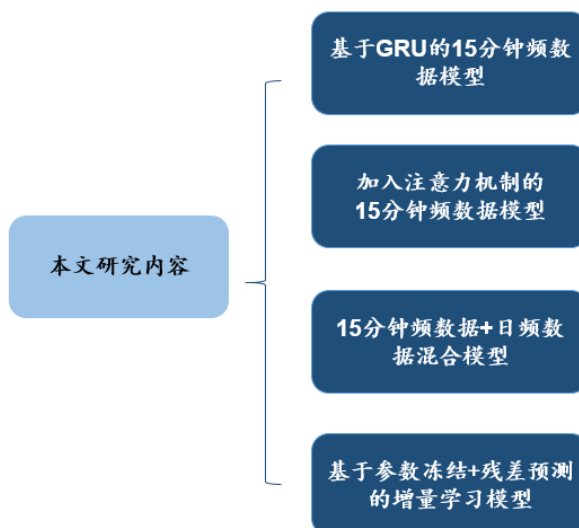 基于GRU的15分钟频数
据模型
加入注意力机制的
15分钟频数据模型
本文研究内容
15分钟频数据+日频数
据混合模型
基于参数冻结+残差预测
的增量学习模型